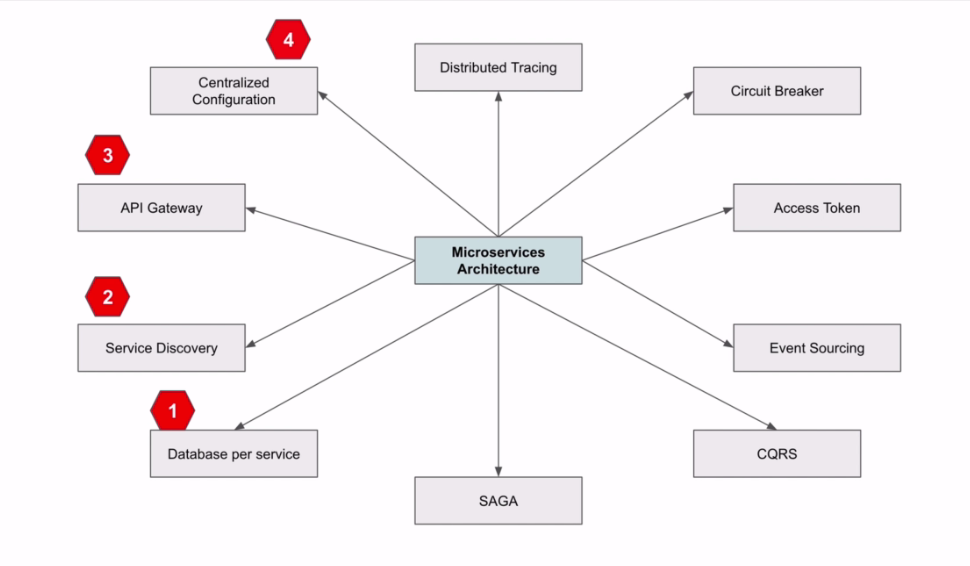 4
Distributed Tracing
Centralized
Configuration
Circuit Breaker
3
API Gateway
Access Token
Microservices
Architecture
2
Service Discovery
Event Sourcing
1
Database per service
CQRS
SAGA